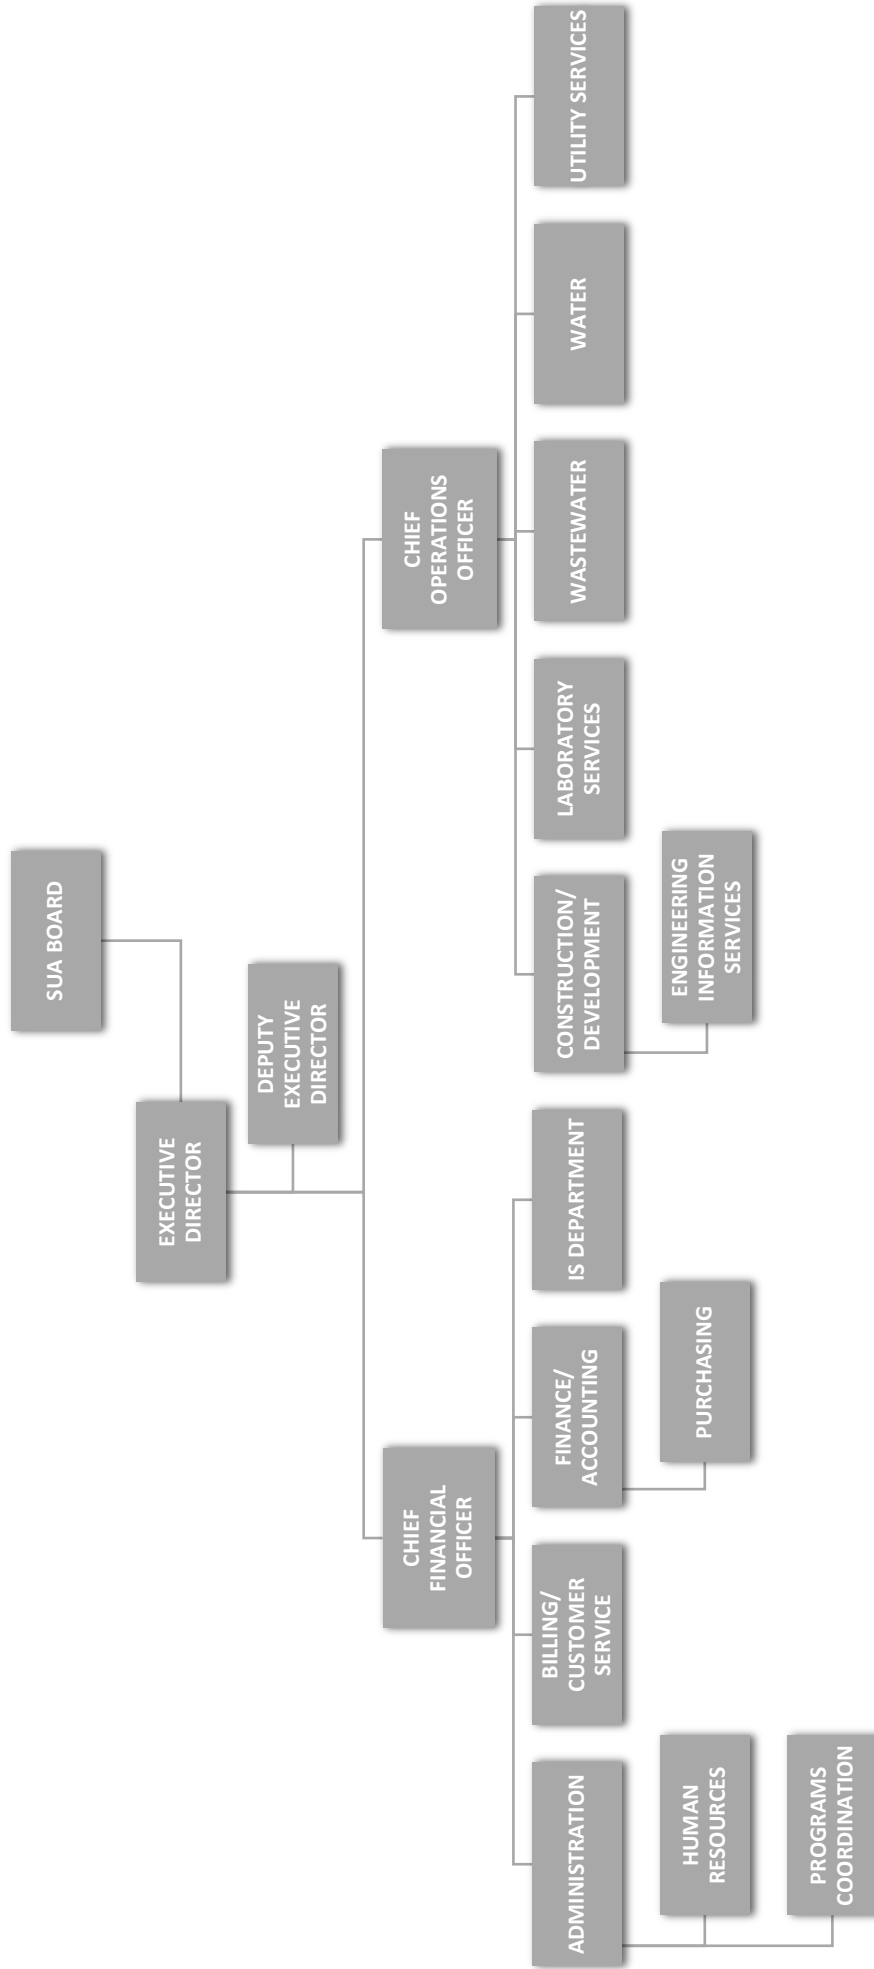 SUA BOARD
EXECUTIVE
DIRECTOR
DEPUTY
EXECUTIVE
DIRECTOR
CHIEF
FINANCIAL
OFFICER
CHIEF
OPERATIONS
OFFICER
ADMINISTRATION
HUMAN
RESOURCES
PROGRAMS
COORDINATION
BILLING/
CUSTOMER
SERVICE
FINANCE/
ACCOUNTING
PURCHASING
IS DEPARTMENT
CONSTRUCTION/
DEVELOPMENT
ENGINEERING
INFORMATION
SERVICES
LABORATORY
SERVICES
WASTEWATER
WATER
UTILITY SERVICES